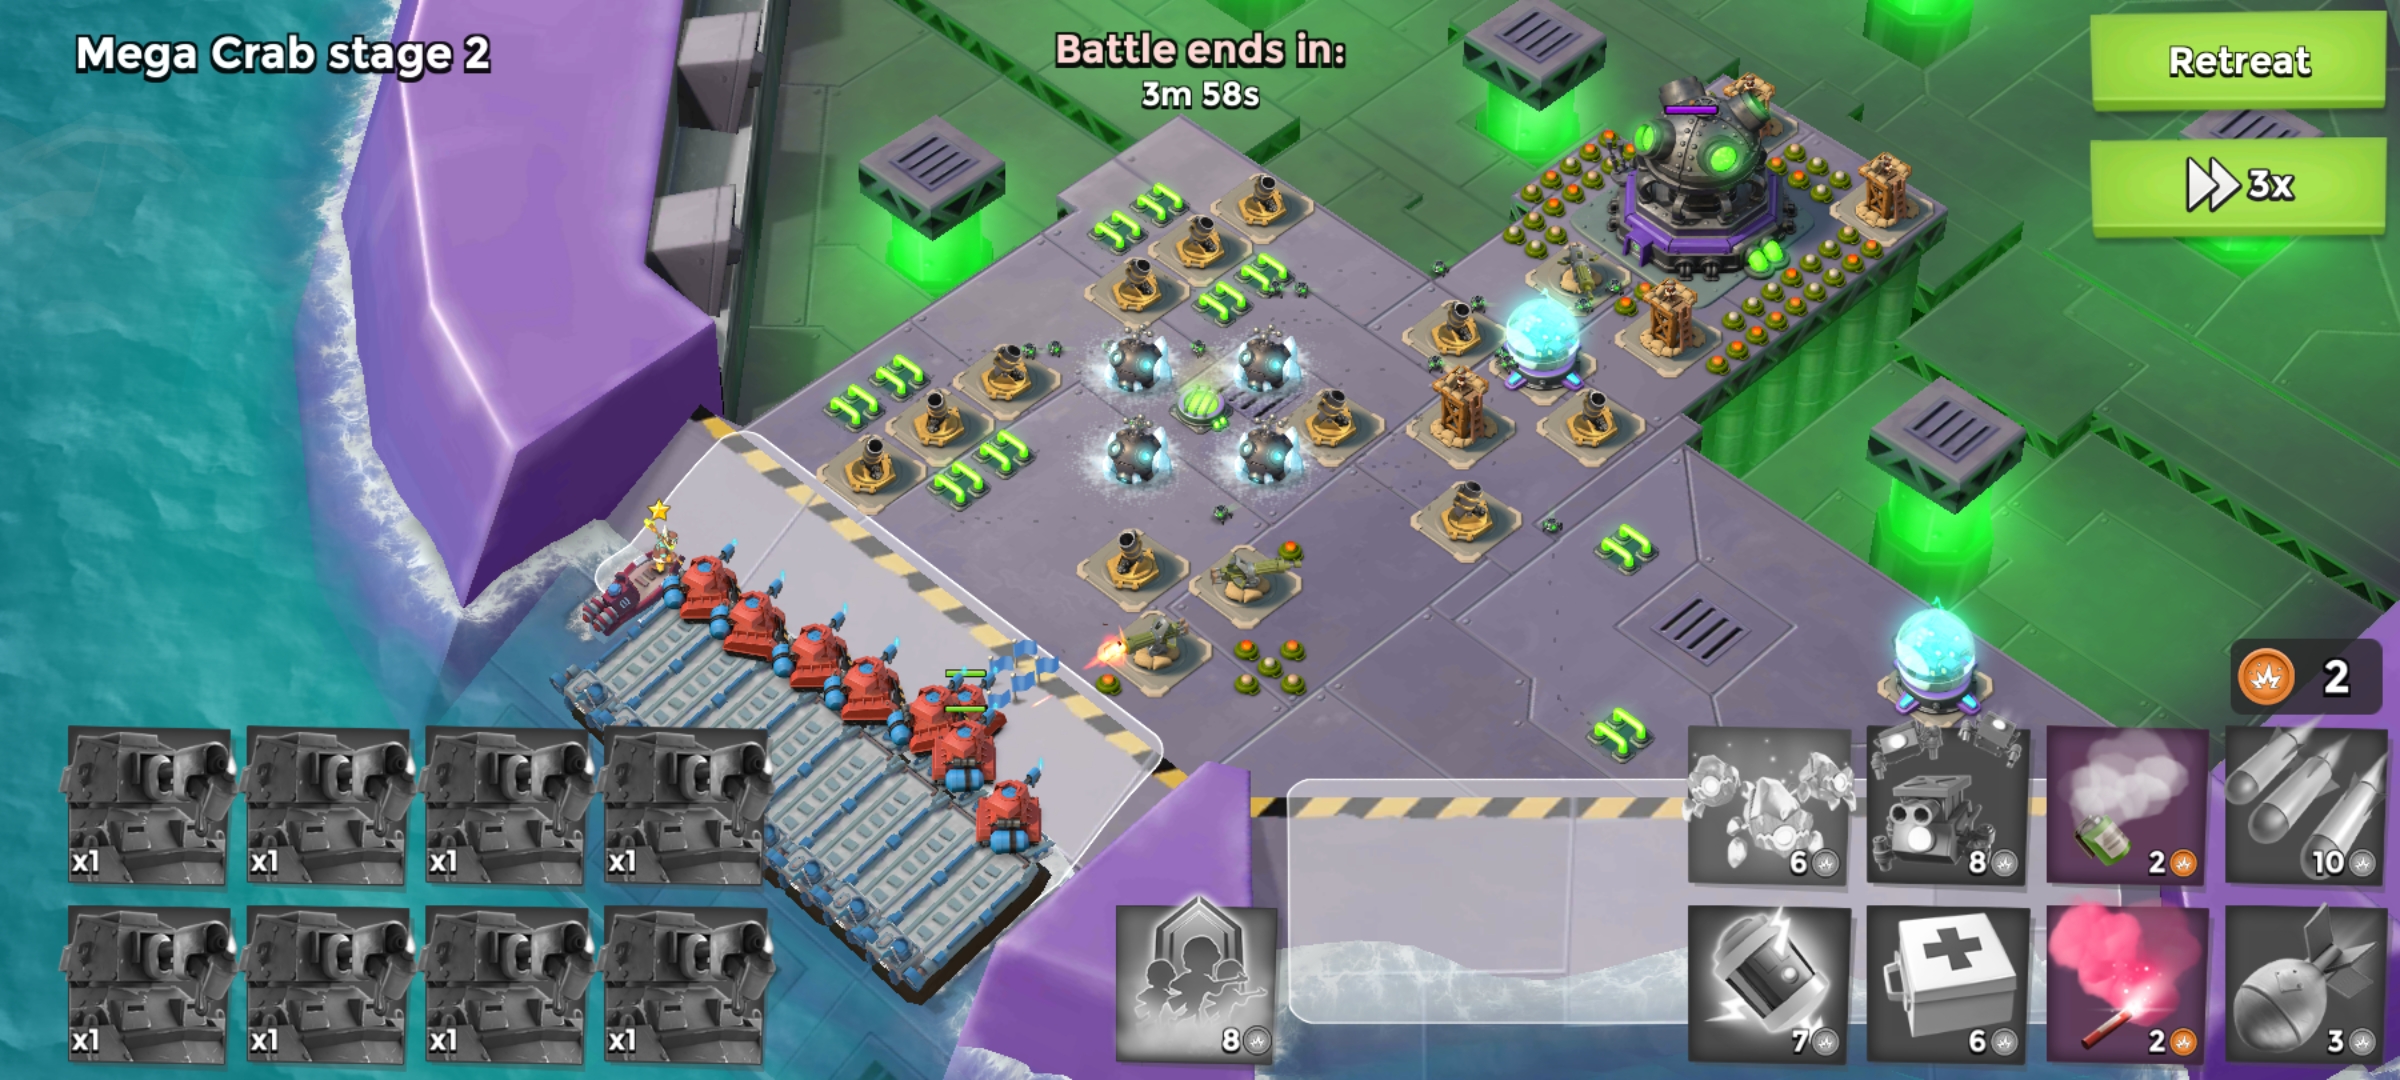 Mega Crab stage 2
Battle ends in:
3m 58s
Retreat
3x
2
x1
x1
x1
x1
6
8
2
10
x1
x1
x1
x1
8
7
6
2
3